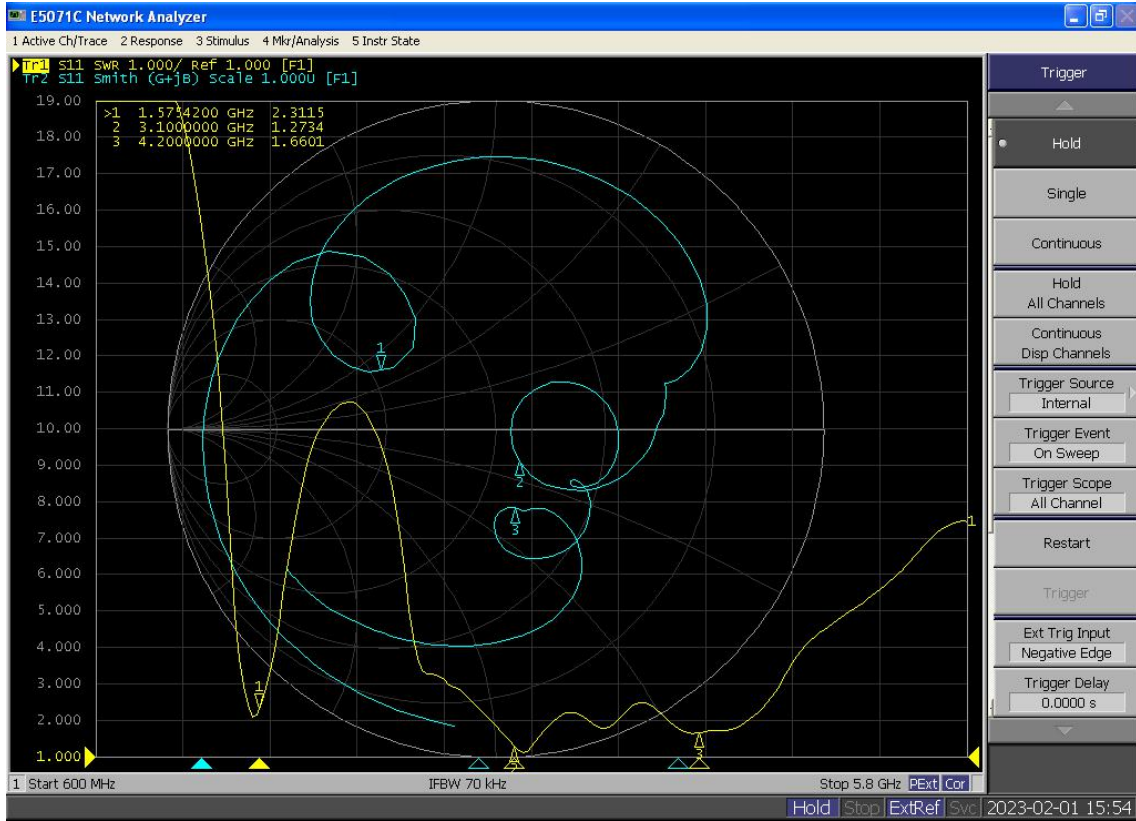 E5071C Network Analyzer
1 Active Ch/Trace 2 Response 3 Stimulus 4 Mkr/Analysis 5 Instr State
Tr1 S11 SWR 1.000/ Ref 1.000 [F1]
Tr2 S11 Smith (G+jB) Scale 1.000U [F1]
>1 1.5754200 GHz 2.3115
2 3.1000000 GHz 1.2734
3 4.2000000 GHz 1.6601
19.00
18.00
17.00
16.00
15.00
14.00
13.00
12.00
11.00
10.00
9.000
8.000
7.000
6.000
5.000
4.000
3.000
2.000
1.000
1
2
3
1
3
1
1 Start 600 MHz IFBW 70 kHz Stop 5.8 GHz PExt Cor
Trigger
Hold
Single
Continuous
Hold
All Channels
Continuous
Disp Channels
Trigger Source
Internal
Trigger Event
On Sweep
Trigger Scope
All Channel
Restart
Trigger
Ext Trig Input
Negative Edge
Trigger Delay
0.0000 s
Hold Stop ExtRef Svc 2023-02-01 15:54